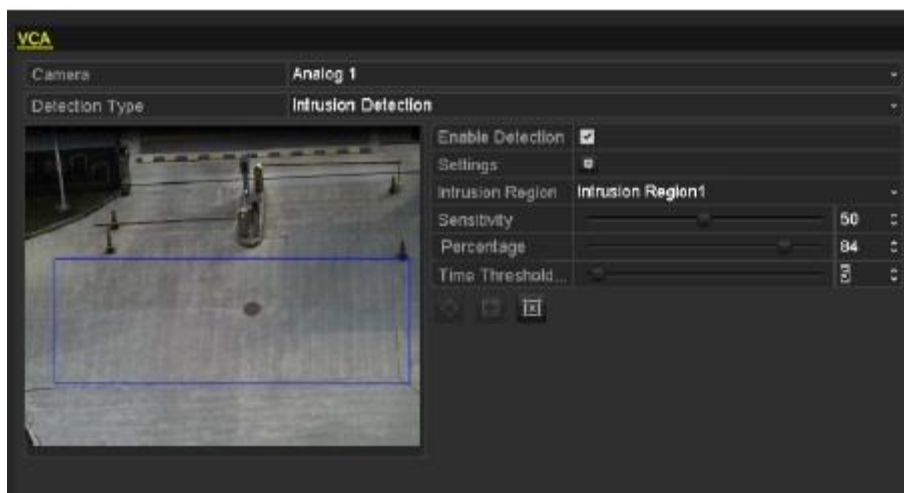 VCA
Camera Analog 1
Detection Type Intrusion Detection
Enable Detection
Settings
Intrusion Region Intrusion Region1
Sensitivity 50
Percentage 84
Time Threshold...